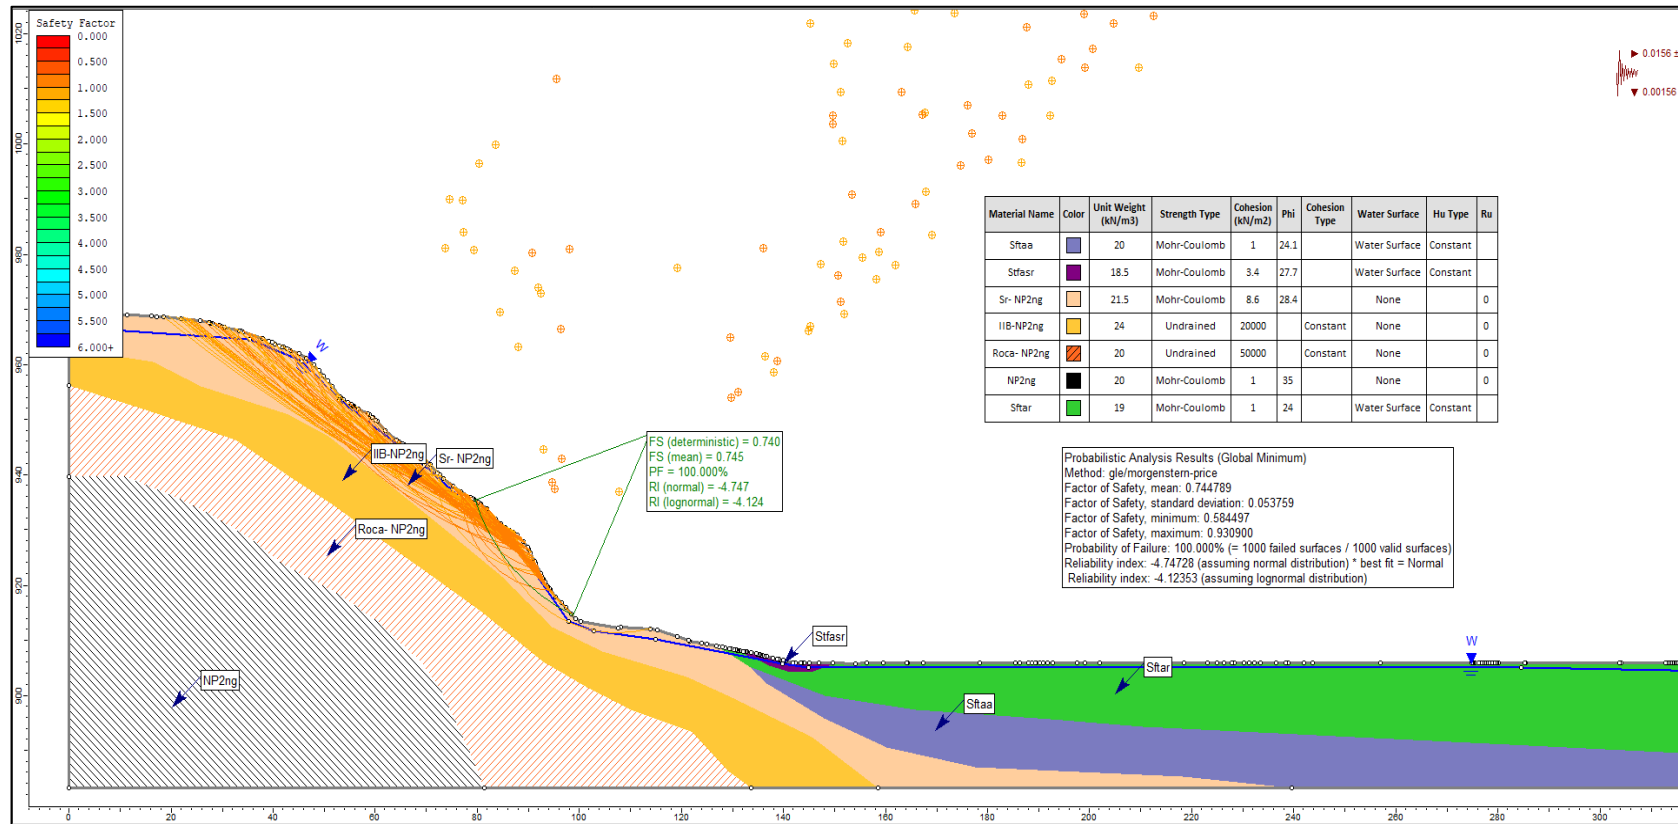 Safety Factor
0.000
0.500
1.000
1.500
2.000
2.500
3.000
3.500
4.000
4.500
5.000
5.500
6.000+
1020
1000
980
960
940
920
900
0.0156
0.00156
W
Material Name Color Unit Weight (kN/m3) Strength Type Cohesion (kN/m2) Phi Cohesion Type Water Surface Hu Type Ru
Sftaa 20 Mohr-Coulomb 1 24.1 Water Surface Constant
Stfasr 18.5 Mohr-Coulomb 3.4 27.7 Water Surface Constant
Sr- NP2ng 21.5 Mohr-Coulomb 8.6 28.4 None 0
IIB-NP2ng 24 Undrained 20000 Constant None 0
Roca- NP2ng 20 Undrained 50000 Constant None 0
NP2ng 20 Mohr-Coulomb 1 35 None 0
Sftar 19 Mohr-Coulomb 1 24 Water Surface Constant
FS (deterministic) = 0.740
FS (mean) = 0.745
PF = 100.000%
RI (normal) = -4.747
RI (lognormal) = -4.124
Probabilistic Analysis Results (Global Minimum)
Method: gle/morgenstern-price
Factor of Safety, mean: 0.744789
Factor of Safety, standard deviation: 0.053759
Factor of Safety, minimum: 0.584497
Factor of Safety, maximum: 0.930900
Probability of Failure: 100.000% (= 1000 failed surfaces / 1000 valid surfaces)
Reliability index: -4.74728 (assuming normal distribution) * best fit = Normal
Reliability index: -4.12353 (assuming lognormal distribution)
IIB-NP2ng
Sr- NP2ng
Roca- NP2ng
NP2ng
Stfasr
W
Sftar
Sftaa
0 20 40 60 80 100 120 140 160 180 200 220 240 260 280 300